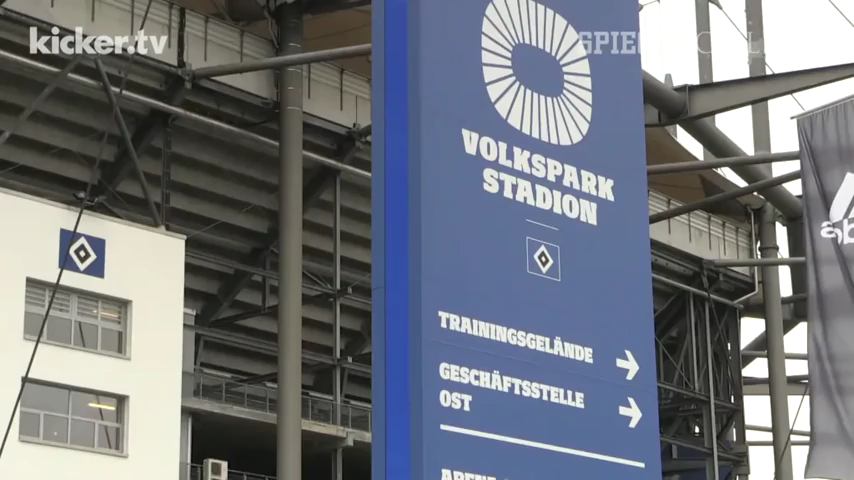 kicker.tv
VOLKSPARK
STADION
TRAININGSGELÄNDE
GESCHÄFTSSTELLE
OST